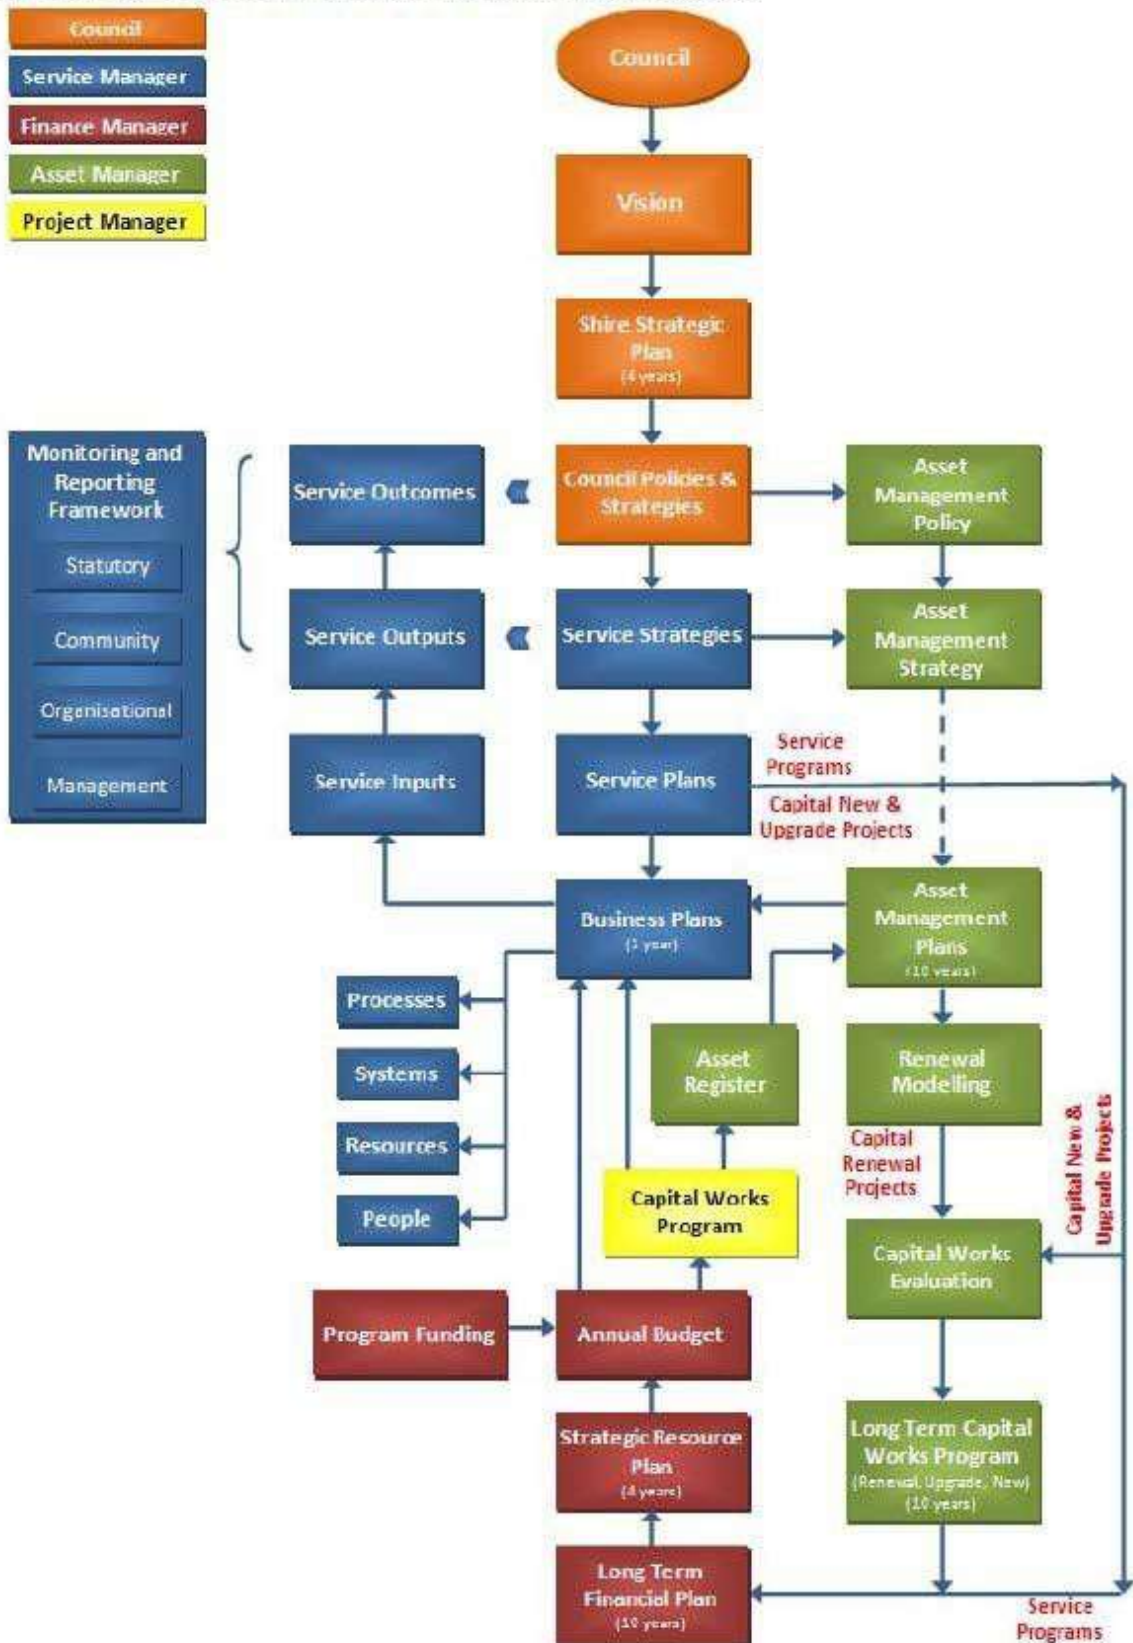 Council
Service Manager
Finance Manager
Asset Manager
Project Manager
Council
Vision
Shire Strategic
Plan
(4 years)
Monitoring and
Reporting
Framework
Statutory
Community
Organisational
Management
Service Outcomes
Council Policies &
Strategies
Asset
Management
Policy
Service Outputs
Service Strategies
Asset
Management
Strategy
Service Inputs
Service Plans
Service
Programs
Capital New &
Upgrade Projects
Business Plans
(1 year)
Asset
Management
Plans
(10 years)
Processes
Systems
Resources
People
Asset
Register
Renewal
Modelling
Capital
Renewal
Projects
Capital New &
Upgrade Projects
Capital Works
Program
Capital Works
Evaluation
Program Funding
Annual Budget
Strategic Resource
Plan
(4 years)
Long Term Capital
Works Program
(Renewal, Upgrade, New)
(10 years)
Long Term
Financial Plan
(10 years)
Service
Programs